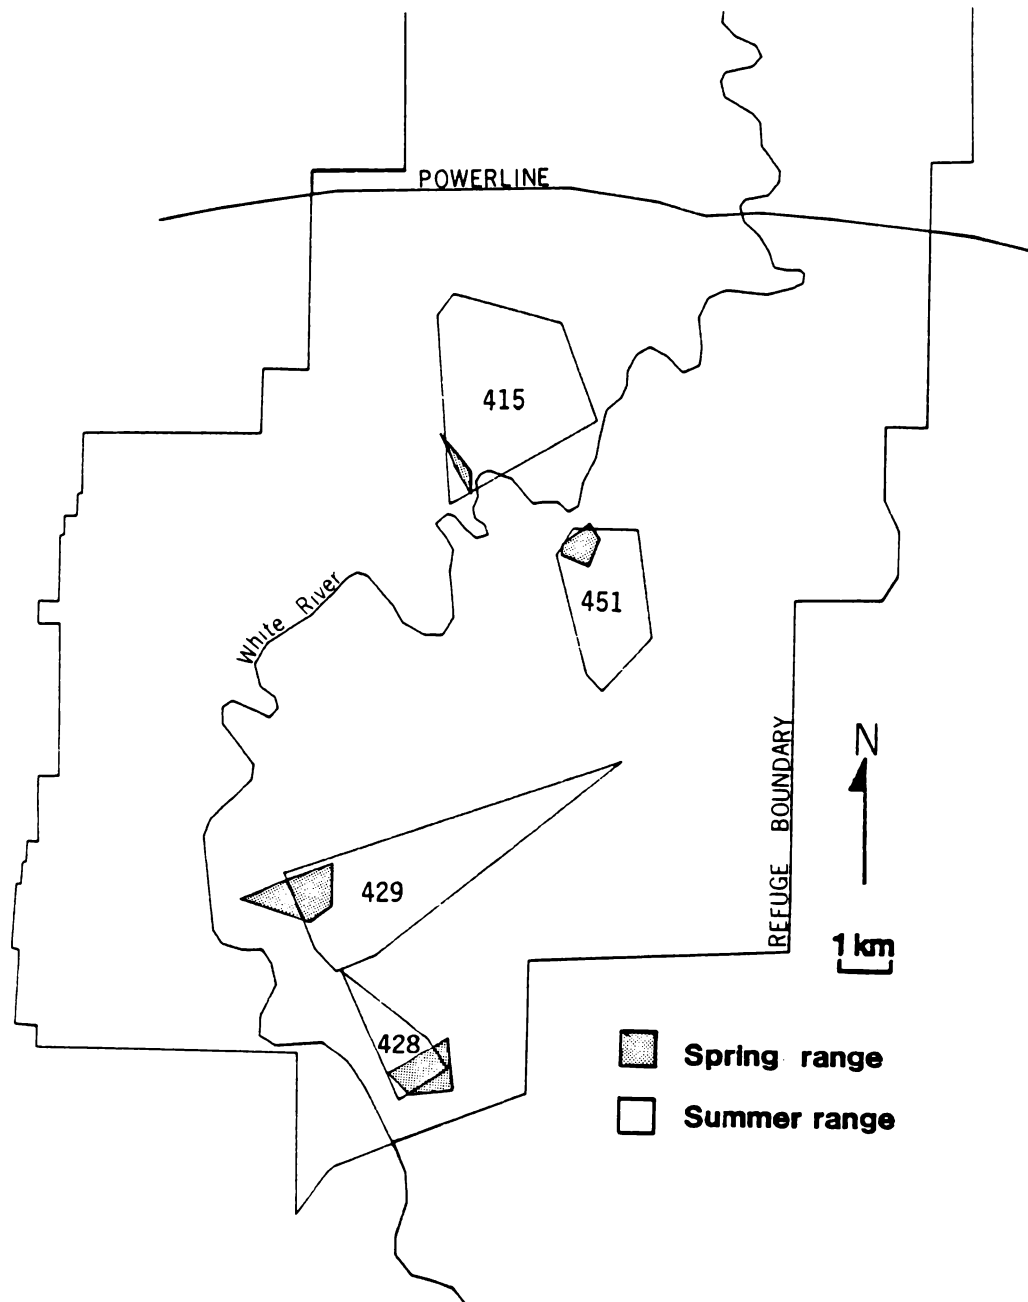 POWERLINE
415
451
White River
N
REFUGE BOUNDARY
429
1 km
428
Spring range
Summer range